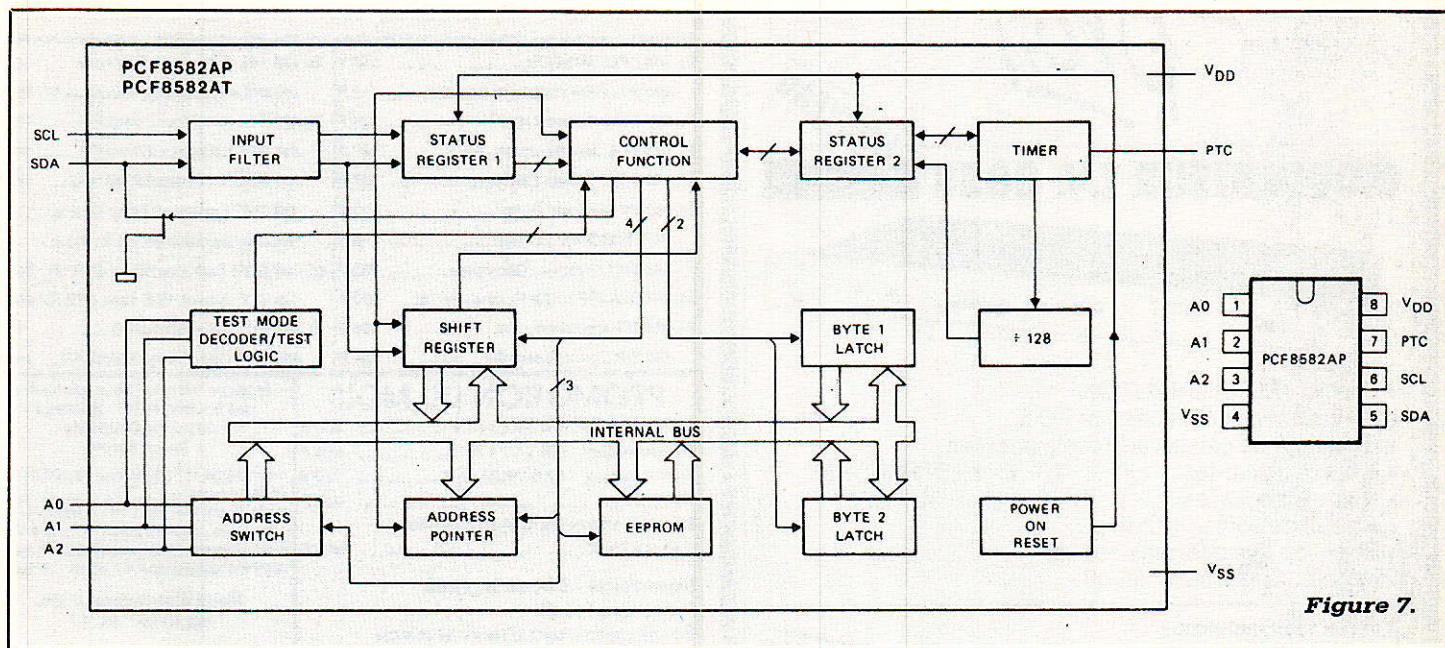 PCF8582AP
PCF8582AT
SCL
SDA
INPUT
FILTER
STATUS
REGISTER 1
CONTROL
FUNCTION
STATUS
REGISTER 2
TIMER
VDD
PTC
4
2
TEST MODE
DECODER/TEST
LOGIC
SHIFT
REGISTER
3
BYTE 1
LATCH
÷ 128
INTERNAL BUS
A0
A1
A2
ADDRESS
SWITCH
ADDRESS
POINTER
EEPROM
BYTE 2
LATCH
POWER
ON
RESET
VSS
A0 1
A1 2
A2 3
VSS 4
PCF8582AP
8 VDD
7 PTC
6 SCL
5 SDA
Figure 7.